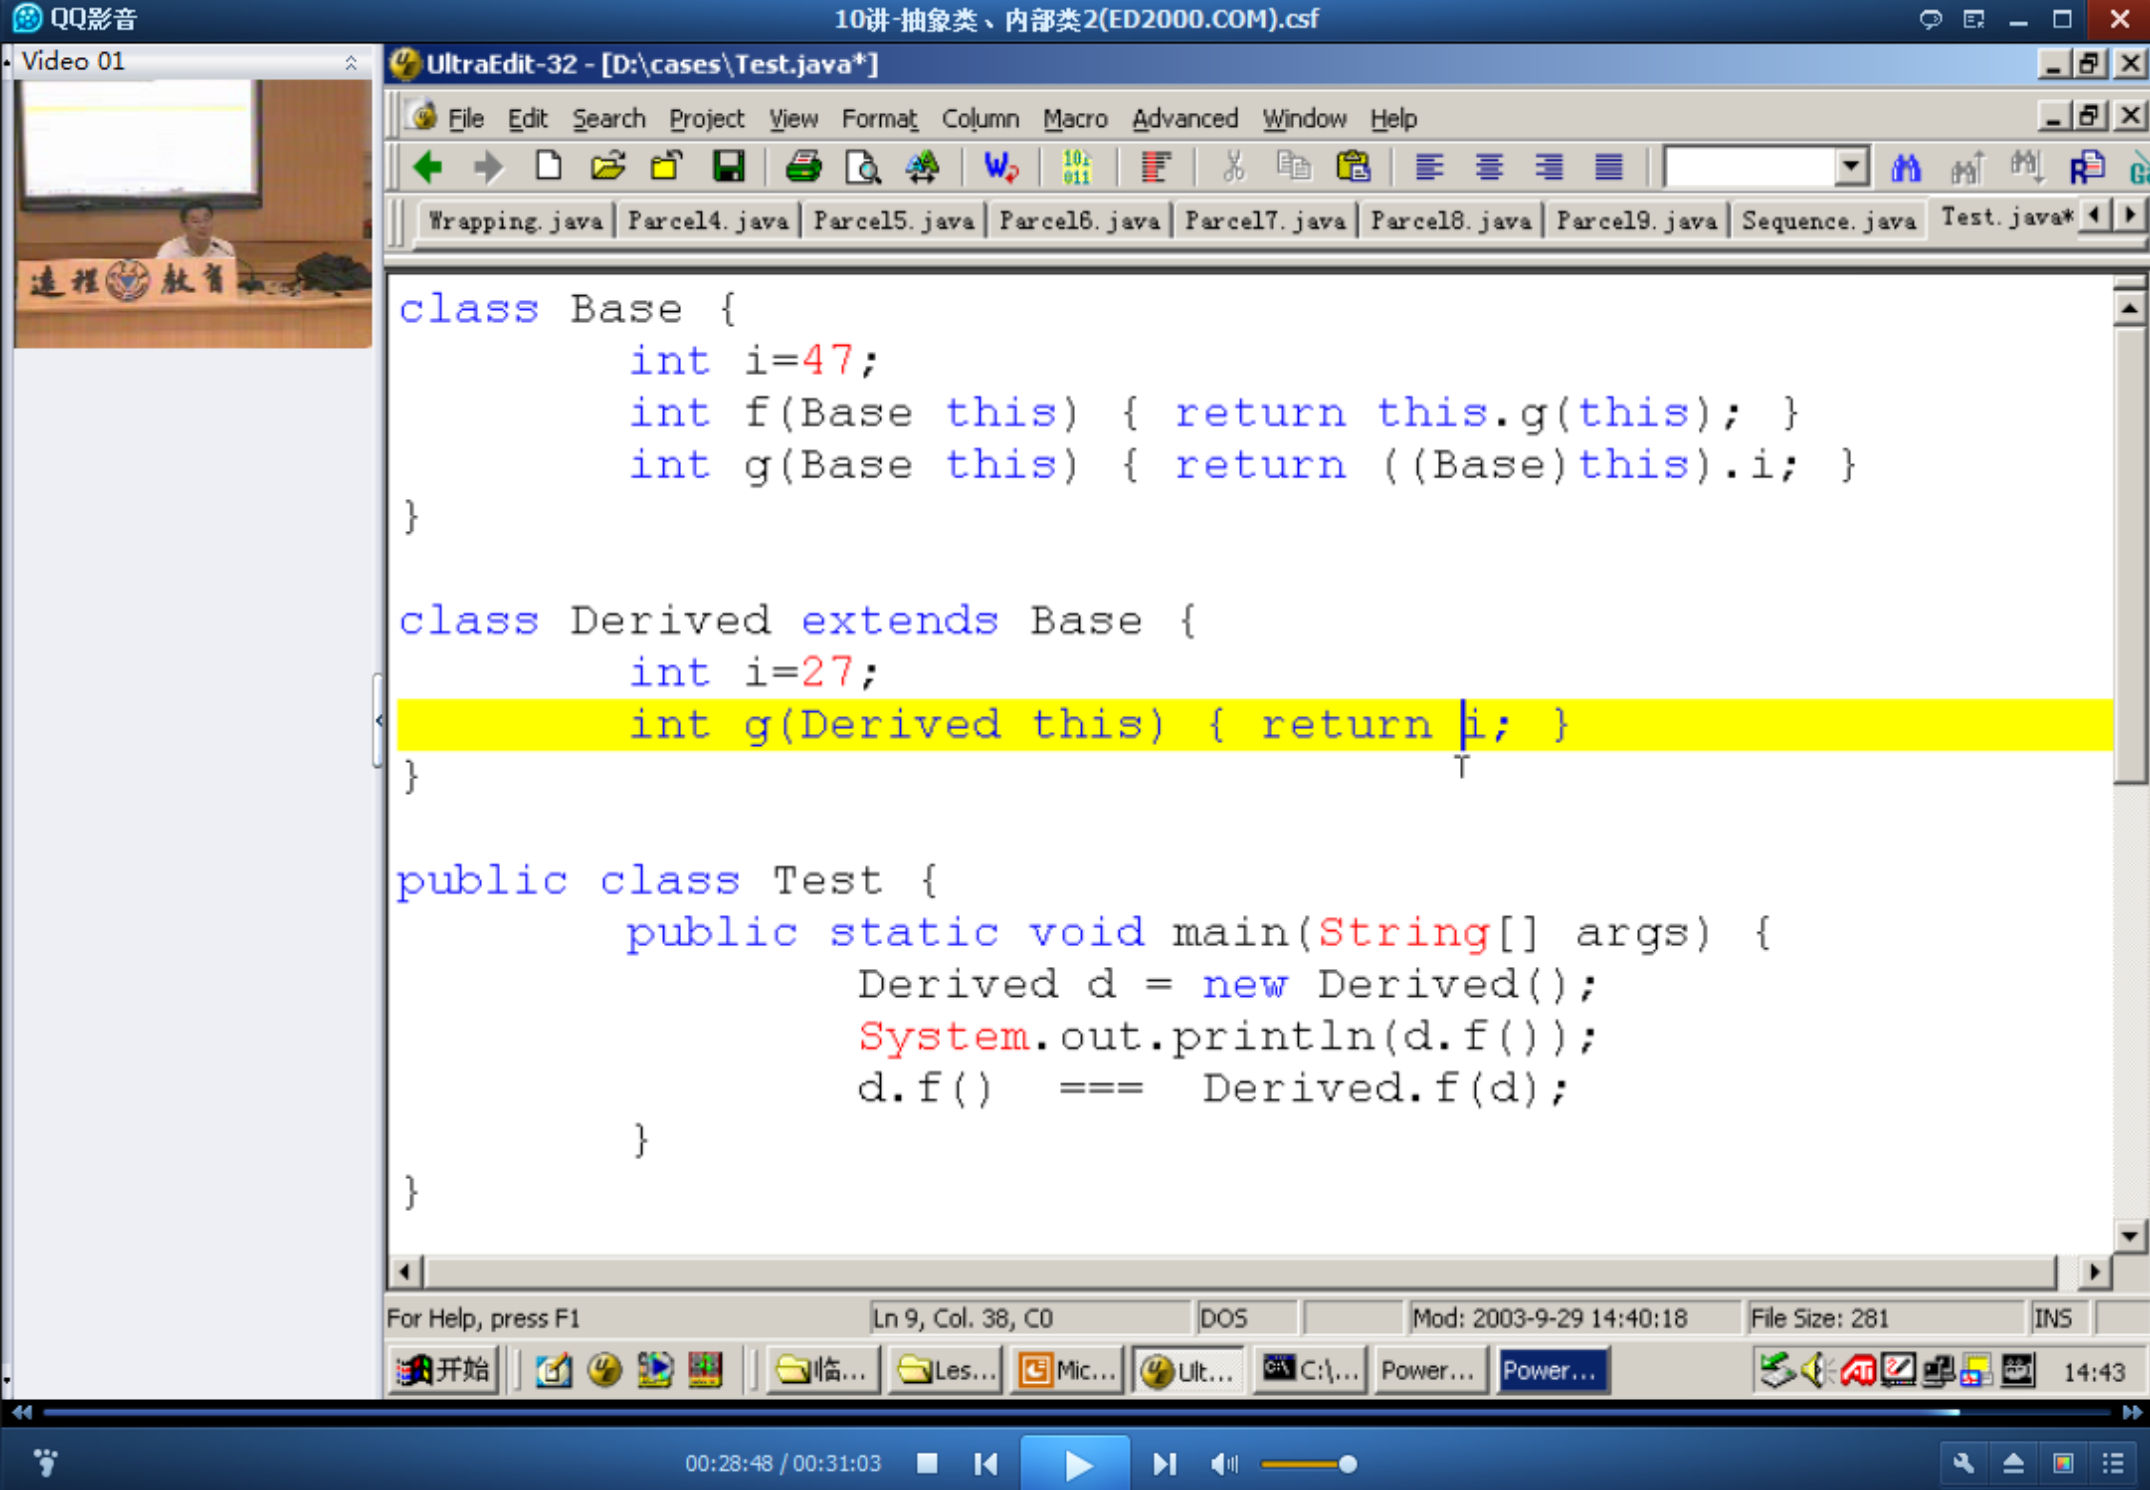 QQ影音
10讲-抽象类、内部类2(ED2000.COM).csf
Video 01
遠程 教育
UltraEdit-32 - [D:\cases\Test.java*]
File Edit Search Project View Format Column Macro Advanced Window Help
Wrapping.java Parcel4.java Parcel5.java Parcel6.java Parcel7.java Parcel8.java Parcel9.java Sequence.java Test.java*
class Base {
int i=47;
int f(Base this) { return this.g(this); }
int g(Base this) { return ((Base)this).i; }
}
class Derived extends Base {
int i=27;
int g(Derived this) { return i; }
}
public class Test {
public static void main(String[] args) {
Derived d = new Derived();
System.out.println(d.f());
d.f() === Derived.f(d);
}
}
For Help, press F1 Ln 9, Col. 38, C0 DOS Mod: 2003-9-29 14:40:18 File Size: 281 INS
开始 临... Les... Mic... Ult... C:\... Power... Power... 14:43
00:28:48 / 00:31:03